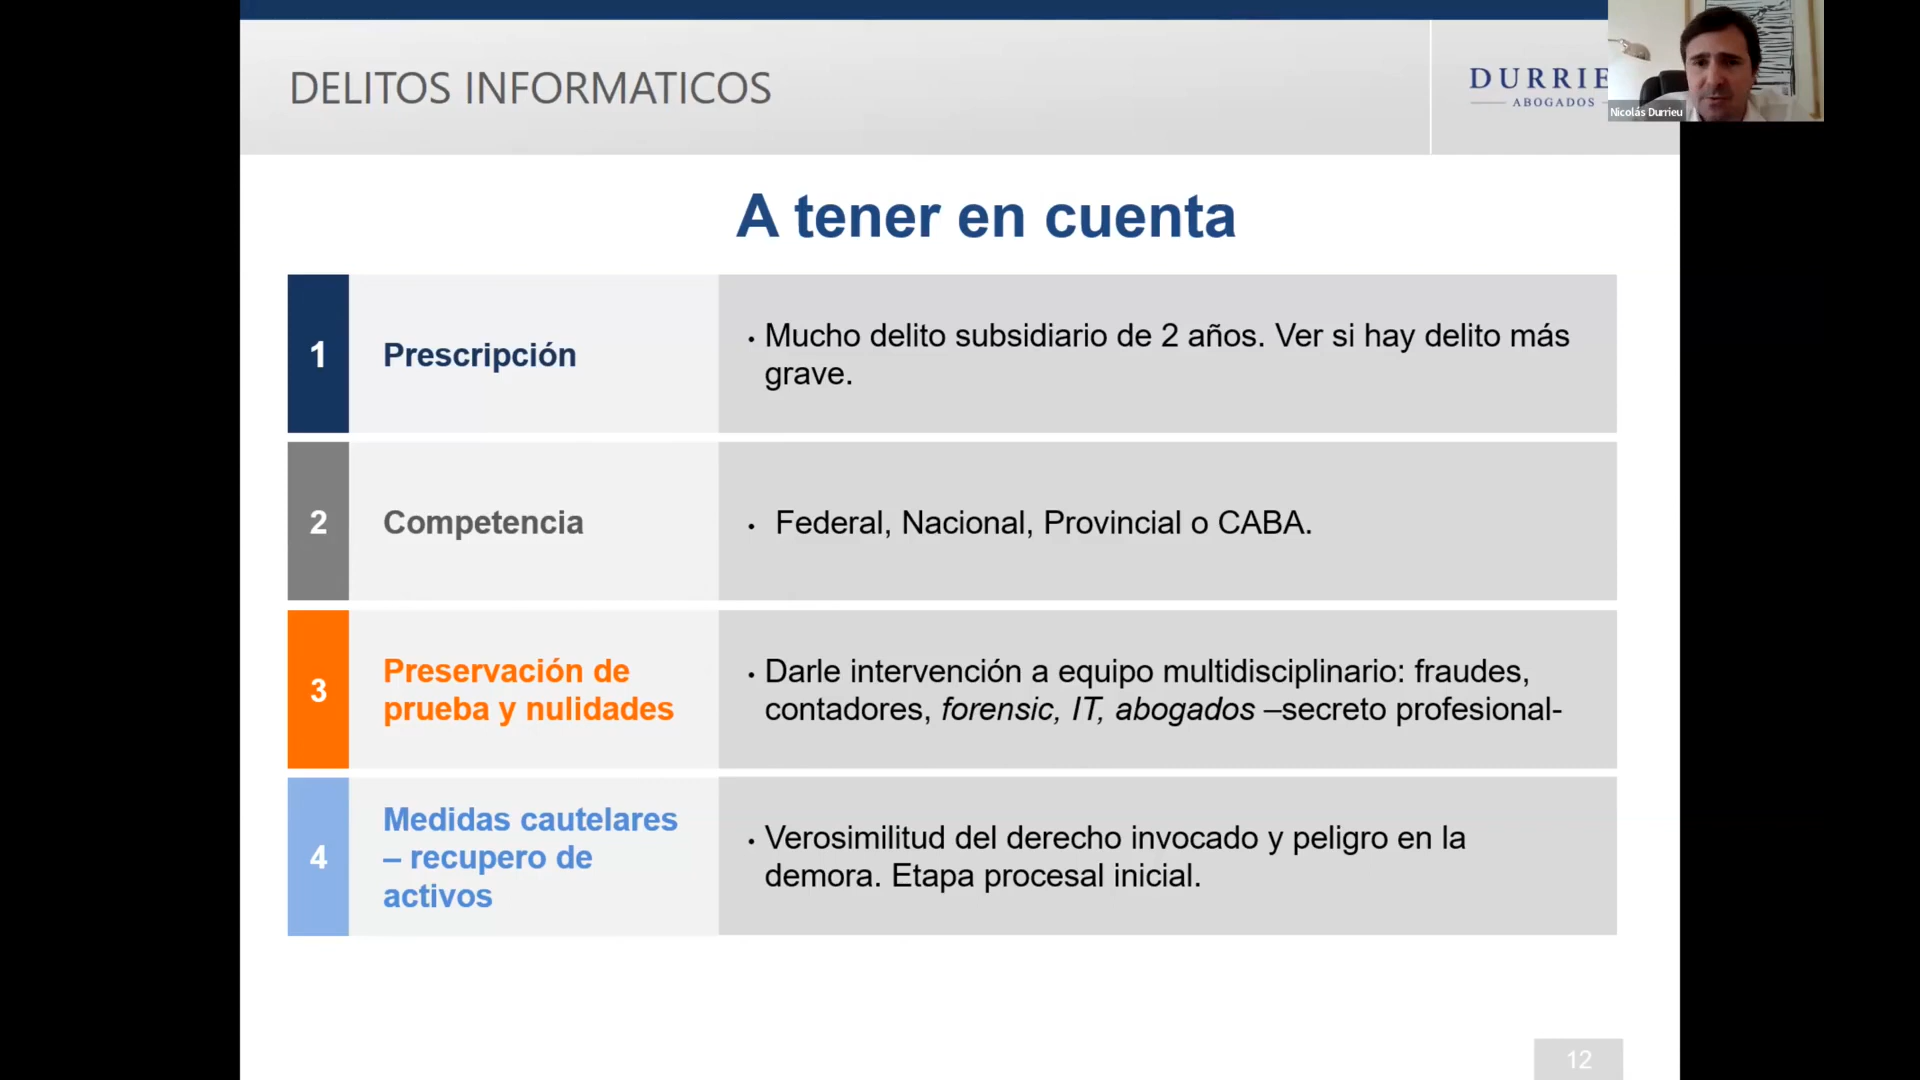 DELITOS INFORMATICOS
DURRIE
ABOGADOS
Nicolás Durrieu
A tener en cuenta
1
Prescripción
• Mucho delito subsidiario de 2 años. Ver si hay delito más
grave.
2
Competencia
• Federal, Nacional, Provincial o CABA.
3
Preservación de
prueba y nulidades
• Darle intervención a equipo multidisciplinario: fraudes,
contadores, forensic, IT, abogados –secreto profesional-
4
Medidas cautelares
– recupero de
activos
• Verosimilitud del derecho invocado y peligro en la
demora. Etapa procesal inicial.
12